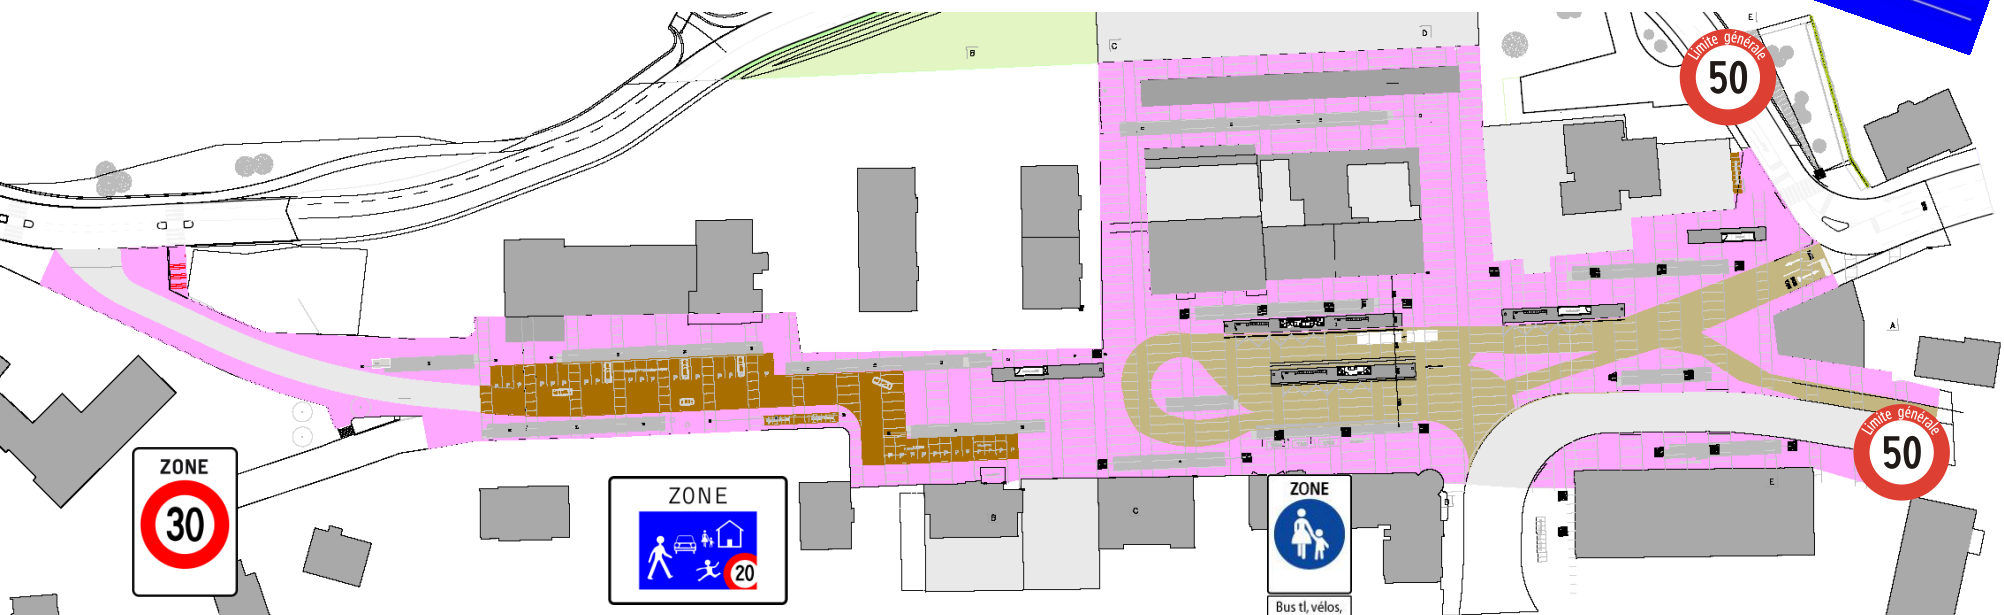 B
C
D
E
Limite générale
50
A
Limite générale
50
ZONE
30
ZONE
20
ZONE
Bus tl, vélos,
B
C
D
E
P P P P P P P P P P P